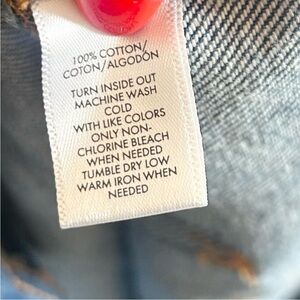 100% COTTON/
COTON/ALGODÓN
TURN INSIDE OUT
MACHINE WASH
COLD
WITH LIKE COLORS
ONLY NON-
CHLORINE BLEACH
WHEN NEEDED
TUMBLE DRY LOW
WARM IRON WHEN
NEEDED